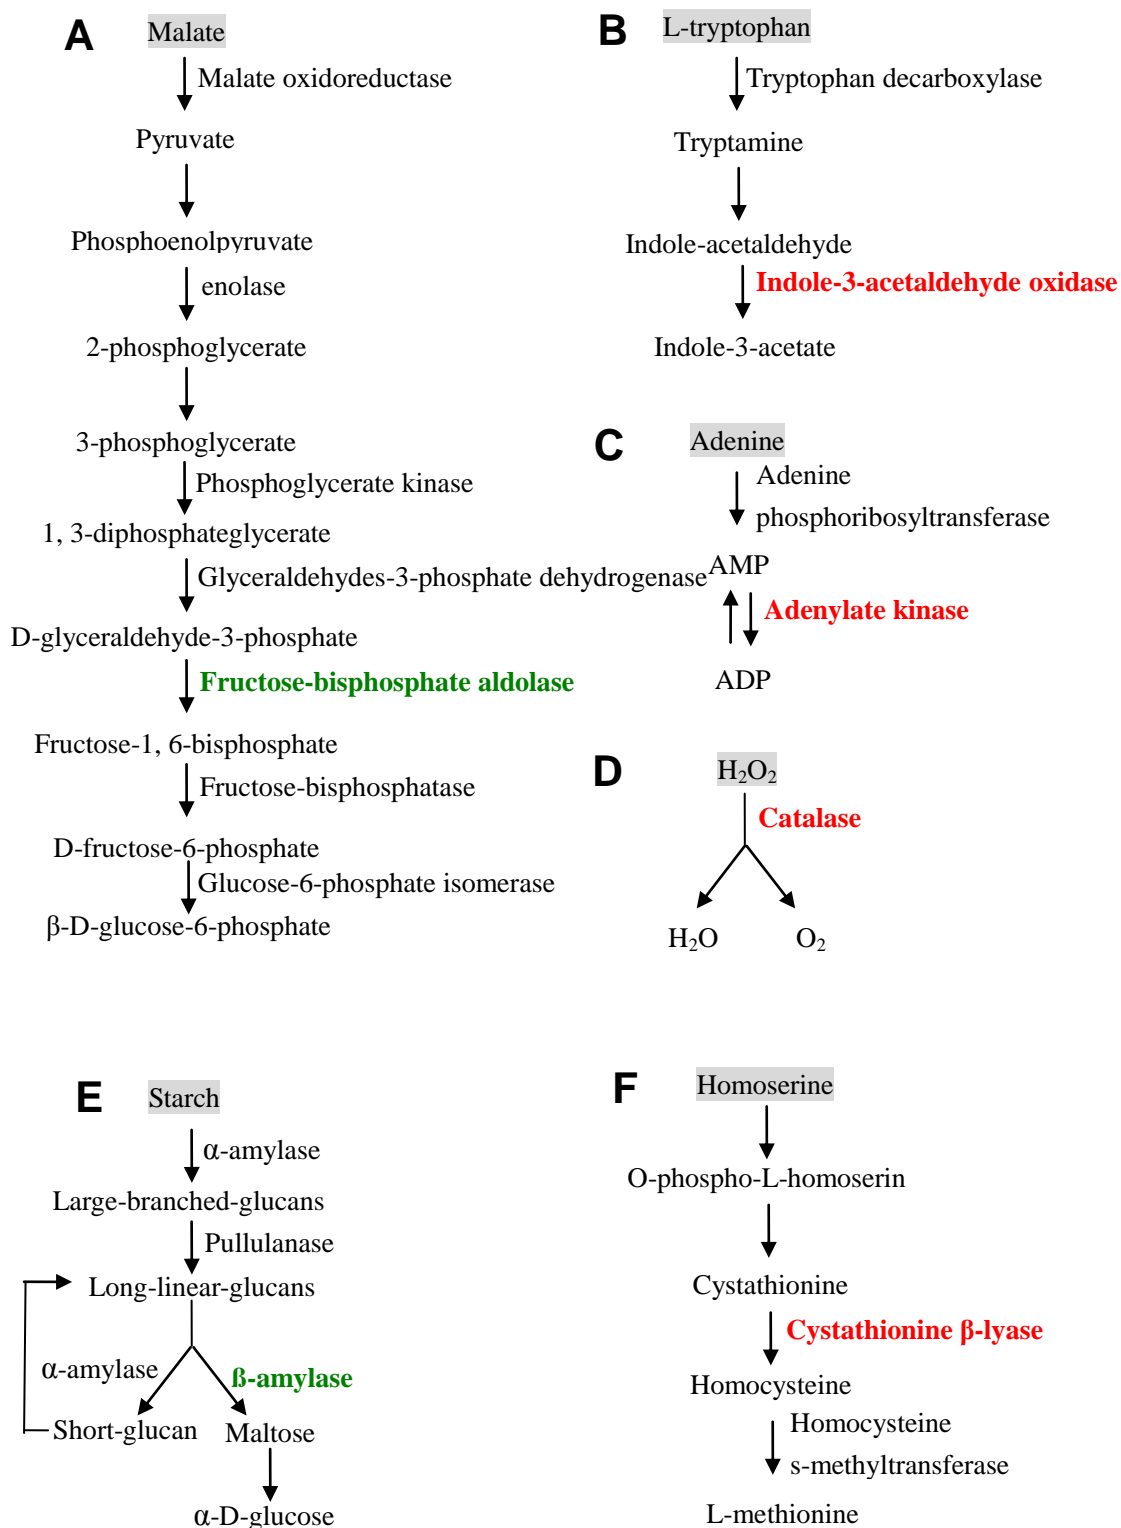 A
Malate
Malate oxidoreductase
Pyruvate
Phosphoenolpyruvate
enolase
2-phosphoglycerate
3-phosphoglycerate
Phosphoglycerate kinase
1, 3-diphosphateglycerate
Glyceraldehydes-3-phosphate dehydrogenase
D-glyceraldehyde-3-phosphate
Fructose-bisphosphate aldolase
Fructose-1, 6-bisphosphate
Fructose-bisphosphatase
D-fructose-6-phosphate
Glucose-6-phosphate isomerase
β-D-glucose-6-phosphate
B
L-tryptophan
Tryptophan decarboxylase
Tryptamine
Indole-acetaldehyde
Indole-3-acetaldehyde oxidase
Indole-3-acetate
C
Adenine
Adenine
phosphoribosyltransferase
AMP
Adenylate kinase
ADP
D
H₂O₂
Catalase
H₂O
O₂
E
Starch
α-amylase
Large-branched-glucans
Pullulanase
Long-linear-glucans
α-amylase
ß-amylase
Short-glucan
Maltose
α-D-glucose
F
Homoserine
O-phospho-L-homoserin
Cystathionine
Cystathionine β-lyase
Homocysteine
Homocysteine
s-methyltransferase
L-methionine